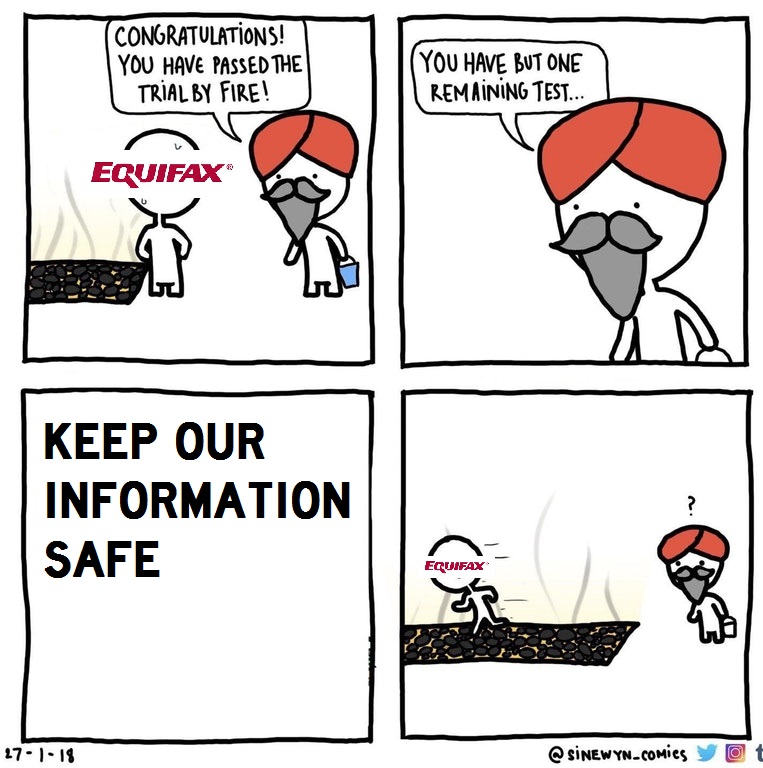 CONGRATULATIONS!
YOU HAVE PASSED THE
TRIAL BY FIRE!
EQUIFAX®
YOU HAVE BUT ONE
REMAINING TEST...
KEEP OUR
INFORMATION
SAFE
?
EQUIFAX
27-1-18
@SINEWYN_COMICS